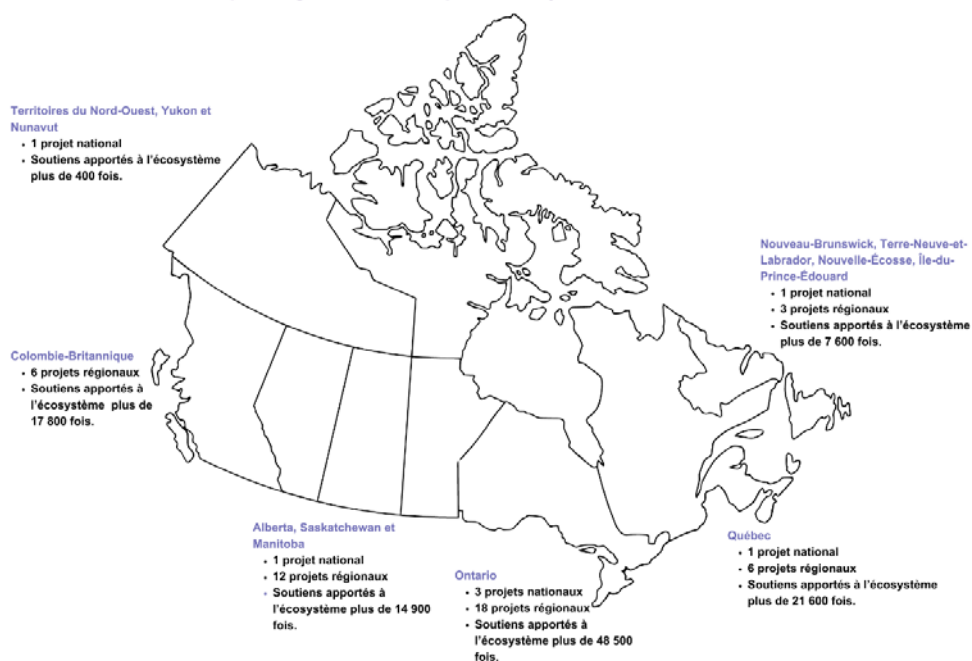 Territoires du Nord-Ouest, Yukon et
Nunavut
• 1 projet national
• Soutiens apportés à l'écosystème
plus de 400 fois.
Nouveau-Brunswick, Terre-Neuve-et-
Labrador, Nouvelle-Écosse, Île-du-
Prince-Édouard
• 1 projet national
• 3 projets régionaux
• Soutiens apportés à l'écosystème
plus de 7 600 fois.
Colombie-Britannique
• 6 projets régionaux
• Soutiens apportés à
l'écosystème plus de
17 800 fois.
Alberta, Saskatchewan et
Manitoba
• 1 projet national
• 12 projets régionaux
• Soutiens apportés à
l'écosystème plus de 14 900
fois.
Ontario
• 3 projets nationaux
• 18 projets régionaux
• Soutiens apportés à
l'écosystème plus de 48 500
fois.
Québec
• 1 projet national
• 6 projets régionaux
• Soutiens apportés à l'écosystème
plus de 21 600 fois.